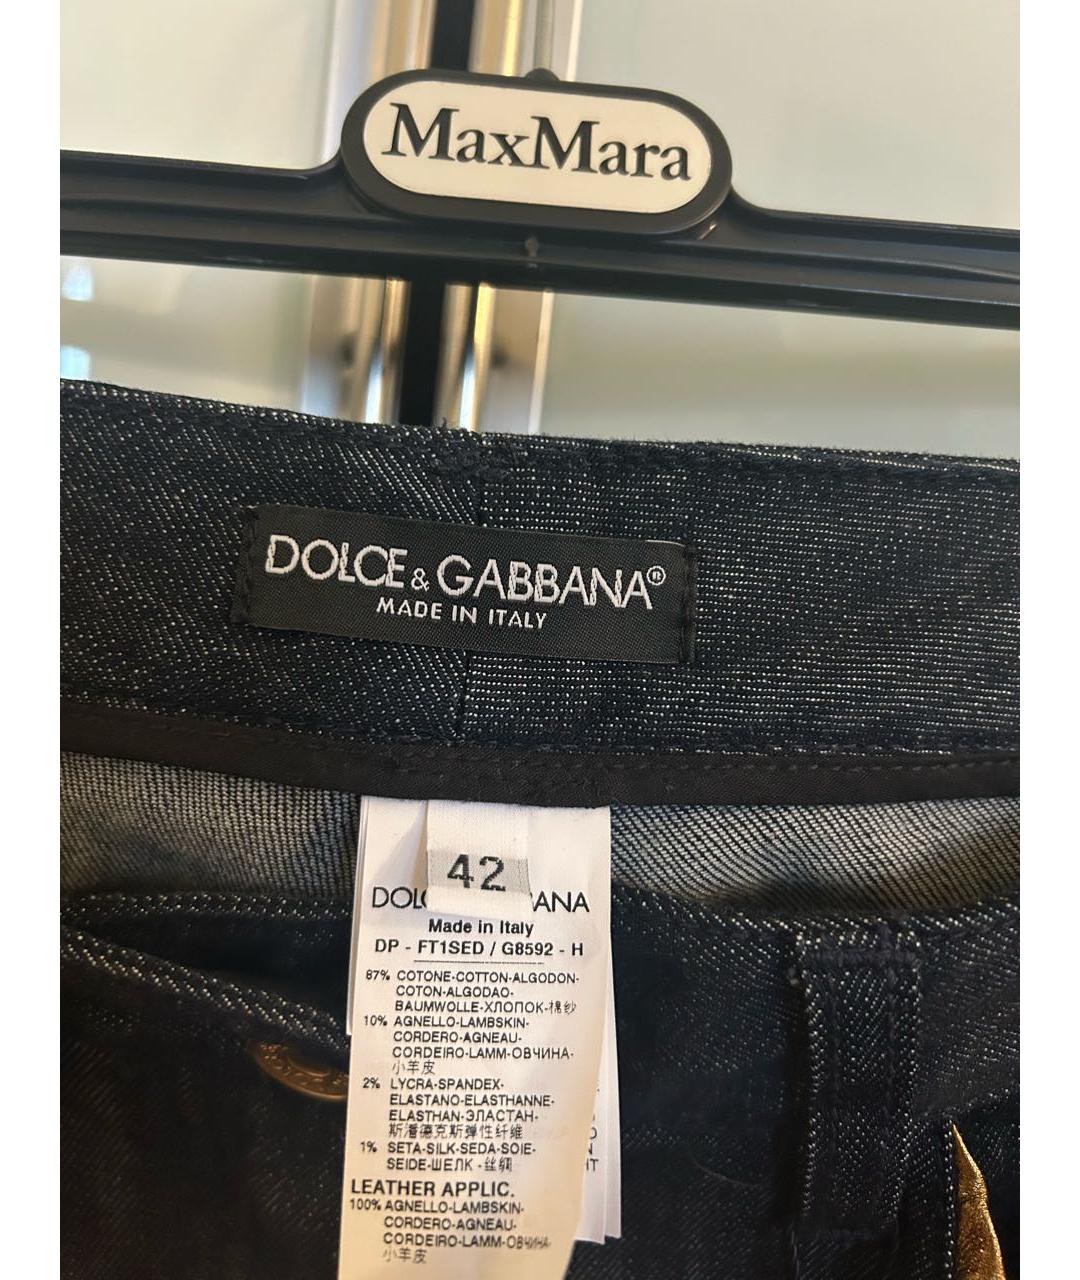 MaxMara
DOLCE & GABBANA®
MADE IN ITALY
42
Made in Italy
DP - FT1SED / G8592 - H
87% COTONE-COTTON-ALGODON-
COTON-ALGODAO-
BAUMWOLLE-ХЛОПОК-棉纱
10% AGNELLO-LAMBSKIN-
CORDERO-AGNEAU-
CORDEIRO-LAMM-ОВЧИНА-
小羊皮
2% LYCRA-SPANDEX-
ELASTANO-ELASTHANNE-
ELASTHAN-ЭЛАСТАН-
斯潘德克斯弹性纤维
1% SETA-SILK-SEDA-SOIE-
SEIDE-ШЕЛК -丝绸
LEATHER APPLIC.
100% AGNELLO-LAMBSKIN-
CORDERO-AGNEAU-
CORDEIRO-LAMM-ОВЧИНА-
小羊皮